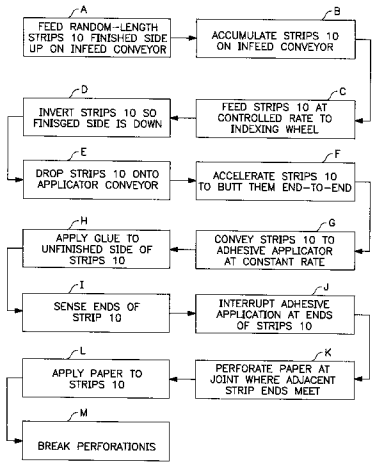 A
FEED RANDOM-LENGTH
STRIPS 10 FINISHED SIDE
UP ON INFEED CONVEYOR
B
ACCUMULATE STRIPS 10
ON INFEED CONVEYOR
C
FEED STRIPS 10 AT
CONTROLLED RATE TO
INDEXING WHEEL
D
INVERT STRIPS 10 SO
FINISGED SIDE IS DOWN
E
DROP STRIPS 10 ONTO
APPLICATOR CONVEYOR
F
ACCELERATE STRIPS 10
TO BUTT THEM END-TO-END
G
CONVEY STRIPS 10 TO
ADHESIVE APPLICATOR
AT CONSTANT RATE
H
APPLY GLUE TO
UNFINISHED SIDE OF
STRIPS 10
I
SENSE ENDS OF
STRIP 10
J
INTERRUPT ADHESIVE
APPLICATION AT ENDS
OF STRIPS 10
K
PERFORATE PAPER AT
JOINT WHERE ADJACENT
STRIP ENDS MEET
L
APPLY PAPER TO
STRIPS 10
M
BREAK PERFORATIONIS